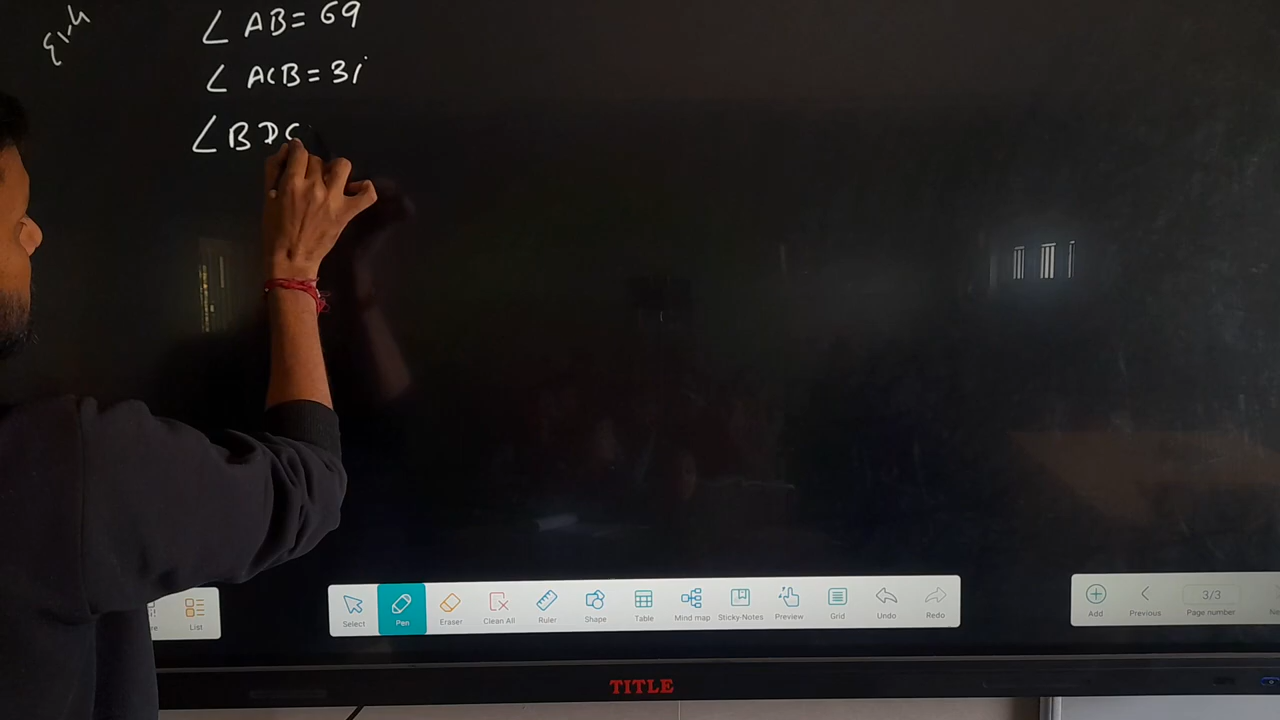 ∠ AB = 69
∠ ACB = 31
∠ BDC
Select
Pen
Eraser
Clean All
Ruler
Shape
Table
Mind map
Sticky-Notes
Preview
Grid
Undo
Redo
List
Add
Previous
3/3
Page number
TITLE